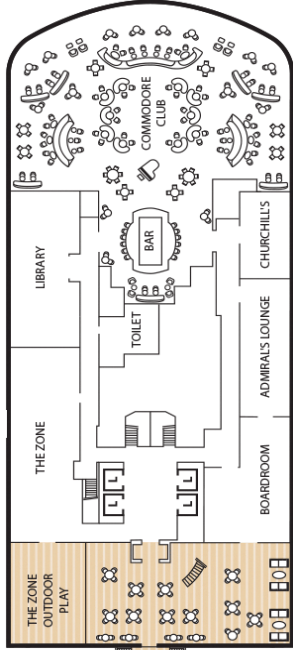 COMMODORE
CLUB
BAR
LIBRARY
CHURCHILL'S
TOILET
ADMIRAL'S LOUNGE
THE ZONE
BOARDROOM
L
L
L
L
THE ZONE
OUTDOOR
PLAY